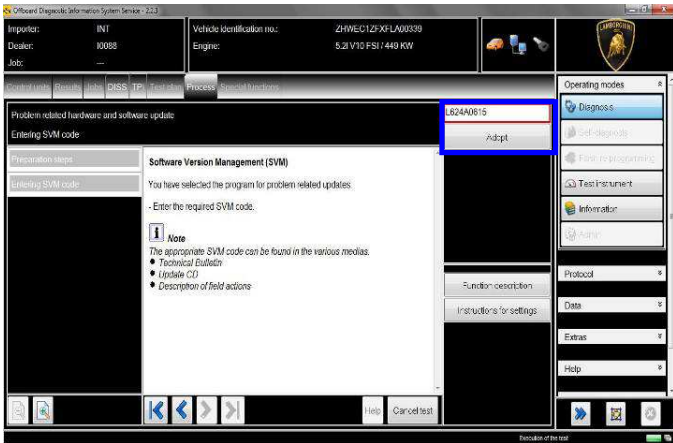 Offboard Diagnostic Information System Service - 2.2.3
Importer: INT
Dealer: 10088
Job: ---
Vehicle identification no.: ZHWEC1ZFXFLA00339
Engine: 5.2l V10 FSI / 449 KW
LAMBORGHINI
Control units Results Jobs DISS TPI Test plan Process Special functions
Operating modes
Problem related hardware and software update
Entering SVM code
L624A0815
Adopt
Diagnosis
Self-diagnosis
Flash reprogramming
Test instrument
Information
Admin
Preparation steps
Entering SVM code
Software Version Management (SVM)
You have selected the program for problem related updates.
- Enter the required SVM code.
i Note
The appropriate SVM code can be found in the various medias.
● Technical Bulletin
● Update CD
● Description of field actions
Function description
Instructions for settings
Protocol
Data
Extras
Help
Help
Cancel test
Execution of the test